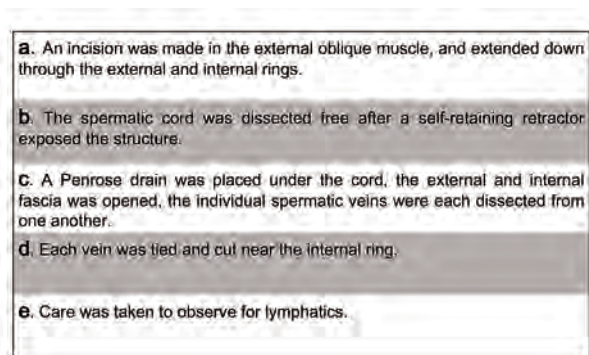 a. An incision was made in the external oblique muscle, and extended down
through the external and internal rings.
b. The spermatic cord was dissected free after a self-retaining retractor
exposed the structure.
c. A Penrose drain was placed under the cord, the external and internal
fascia was opened, the individual spermatic veins were each dissected from
one another.
d. Each vein was tied and cut near the internal ring.
e. Care was taken to observe for lymphatics.